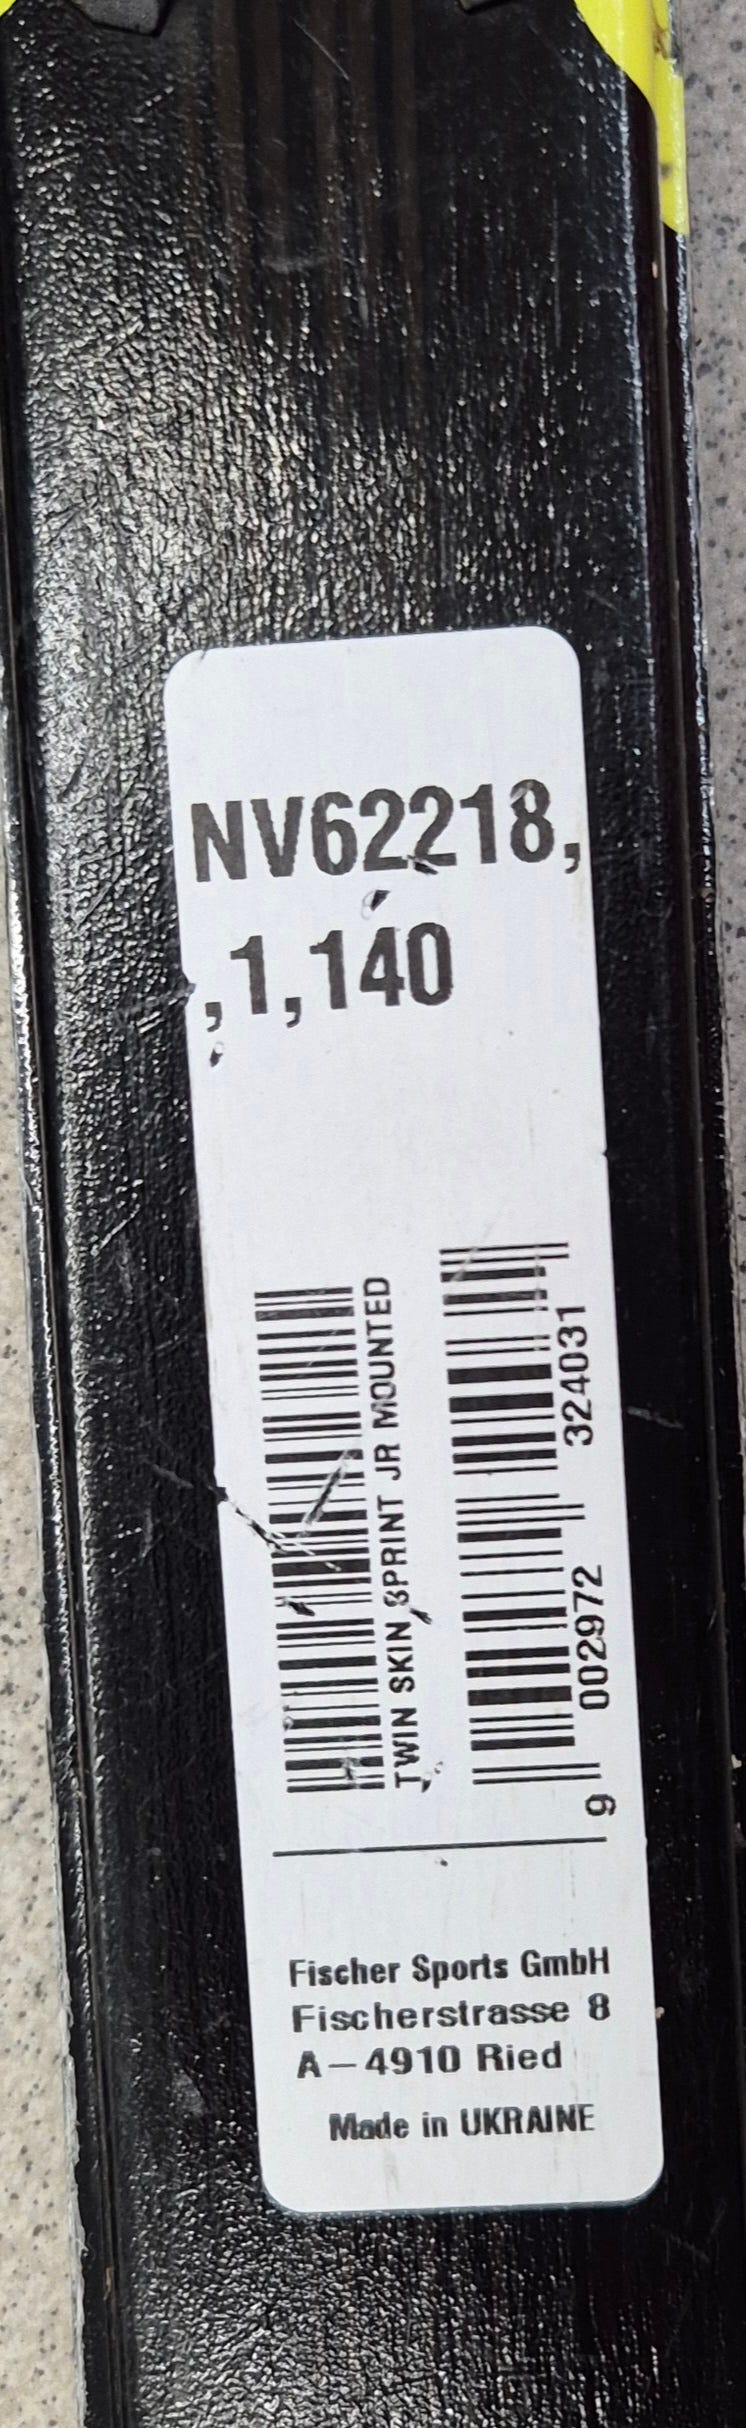 NV62218,
,1,140
TWIN SKIN SPRINT JR MOUNTED
9 002972 324031
Fischer Sports GmbH
Fischerstrasse 8
A-4910 Ried
Made in UKRAINE